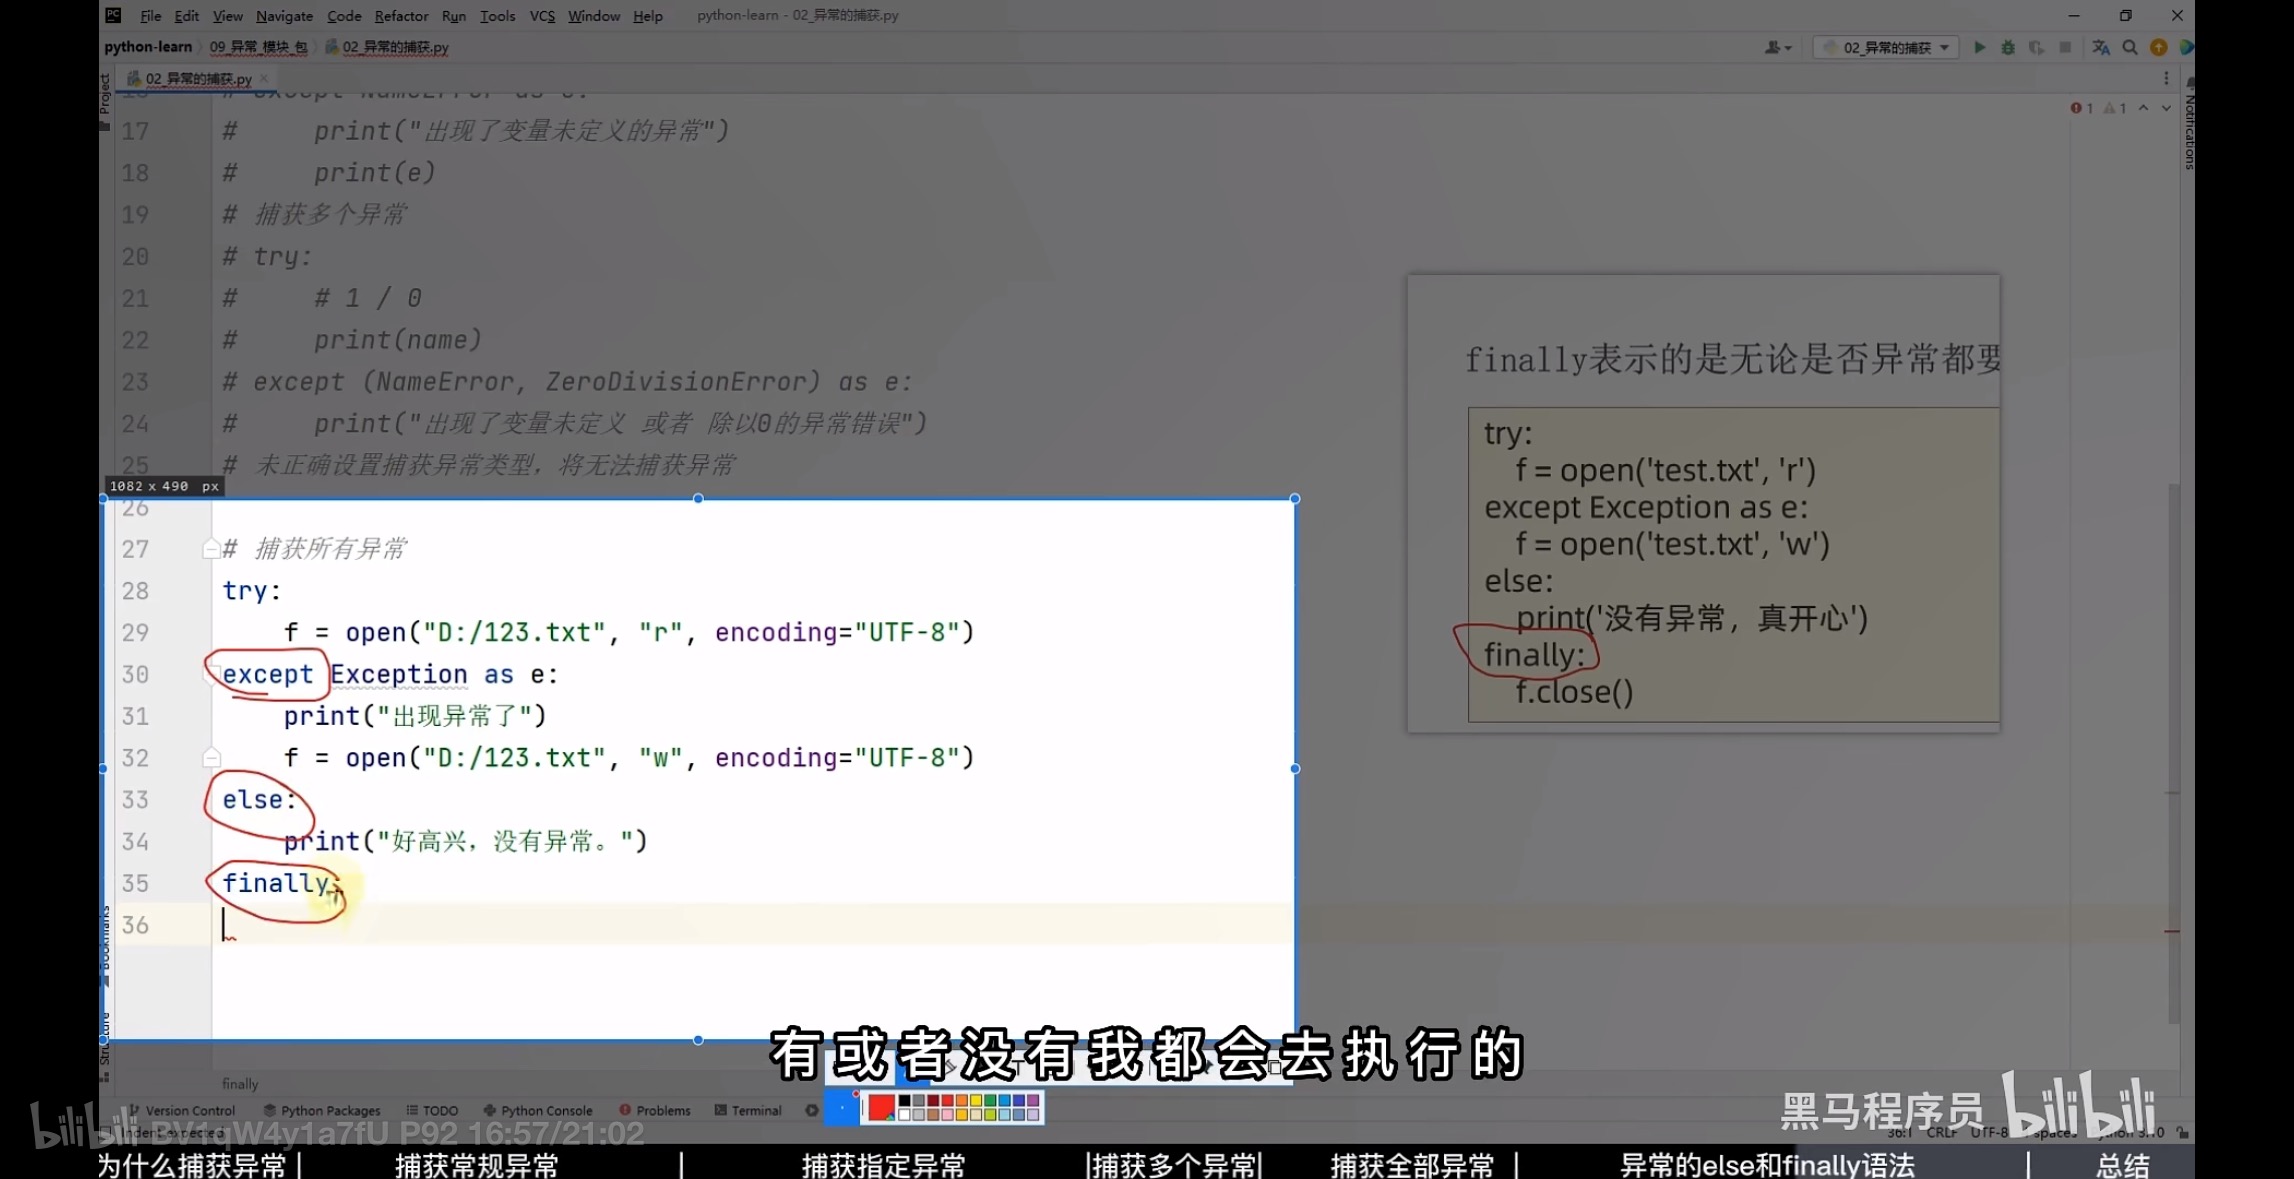 PC File Edit View Navigate Code Refactor Run Tools VCS Window Help python-learn - 02_异常的捕获.py
python-learn 09_异常_模块_包 02_异常的捕获.py
02_异常的捕获
02_异常的捕获.py
Project
Notifications
1 1
17 # print("出现了变量未定义的异常")
18 # print(e)
19 # 捕获多个异常
20 # try:
21 # # 1 / 0
22 # print(name)
23 # except (NameError, ZeroDivisionError) as e:
24 # print("出现了变量未定义 或者 除以0的异常错误")
25 # 未正确设置捕获异常类型，将无法捕获异常
1082 x 490 px
26
27 # 捕获所有异常
28 try:
29 f = open("D:/123.txt", "r", encoding="UTF-8")
30 except Exception as e:
31 print("出现异常了")
32 f = open("D:/123.txt", "w", encoding="UTF-8")
33 else:
34 print("好高兴，没有异常。")
35 finally:
36
finally表示的是无论是否异常都要
try:
f = open('test.txt', 'r')
except Exception as e:
f = open('test.txt', 'w')
else:
print('没有异常，真开心')
finally:
f.close()
有或者没有我都会去执行的
finally
Version Control Python Packages TODO Python Console Problems Terminal
黑马程序员 bilibili
bilibili BV1qW4y1a7fU P92 16:57/21:02
36:1 CRLF UTF-8
为什么捕获异常 | 捕获常规异常 | 捕获指定异常 |捕获多个异常| 捕获全部异常 | 异常的else和finally语法 | 总结